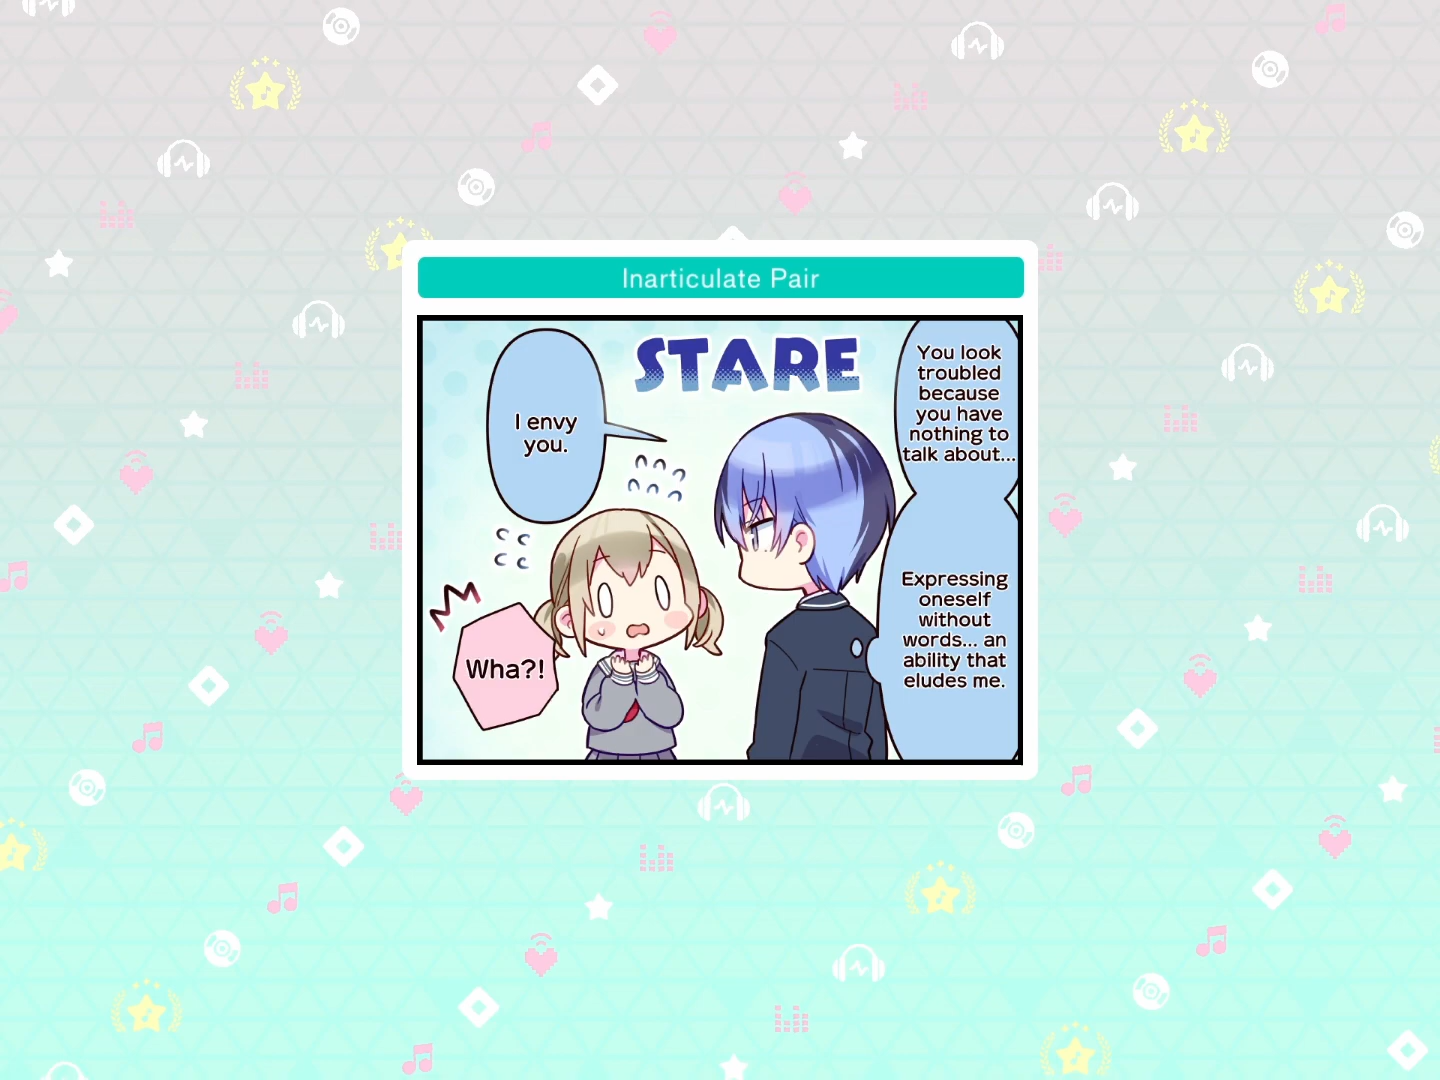 Inarticulate Pair
STARE
You look
troubled
because
you have
nothing to
talk about...
Expressing
oneself
without
words... an
ability that
eludes me.
I envy
you.
Wha?!